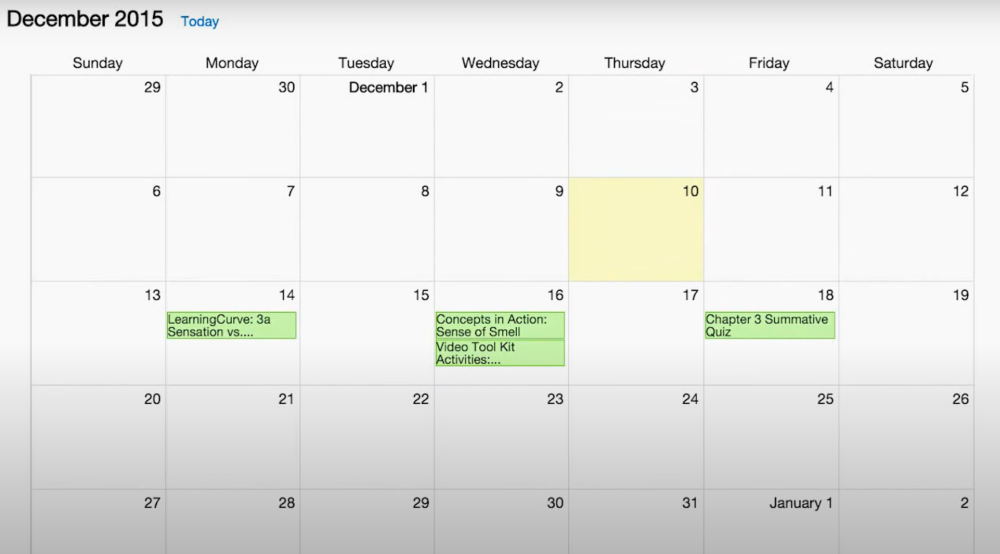 December 2015 Today
Sunday Monday Tuesday Wednesday Thursday Friday Saturday
29 30 December 1 2 3 4 5
6 7 8 9 10 11 12
13 14 15 16 17 18 19
LearningCurve: 3a
Sensation vs....
Concepts in Action:
Sense of Smell
Video Tool Kit
Activities:...
Chapter 3 Summative
Quiz
20 21 22 23 24 25 26
27 28 29 30 31 January 1 2